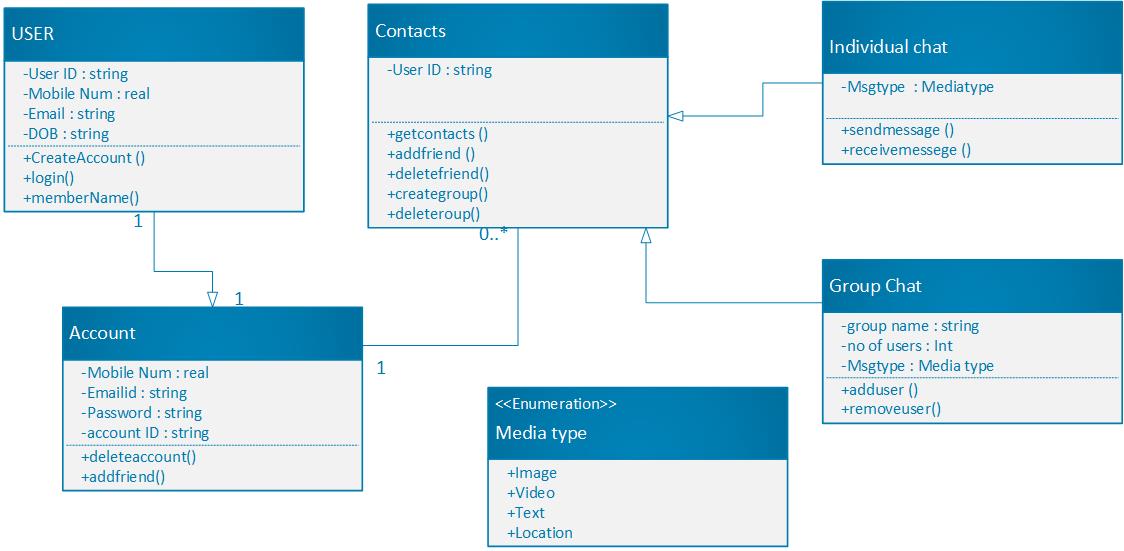 USER
-User ID : string
-Mobile Num : real
-Email : string
-DOB : string
+CreateAccount ()
+login()
+memberName()
1
Contacts
-User ID : string
+getcontacts ()
+addfriend ()
+deletefriend()
+creategroup()
+deleteroup()
0..*
Individual chat
-Msgtype : Mediatype
+sendmessage ()
+receivemessege ()
1
Account
-Mobile Num : real
-Emailid : string
-Password : string
-account ID : string
+deleteaccount()
+addfriend()
1
<<Enumeration>>
Media type
+Image
+Video
+Text
+Location
Group Chat
-group name : string
-no of users : Int
-Msgtype : Media type
+adduser ()
+removeuser()